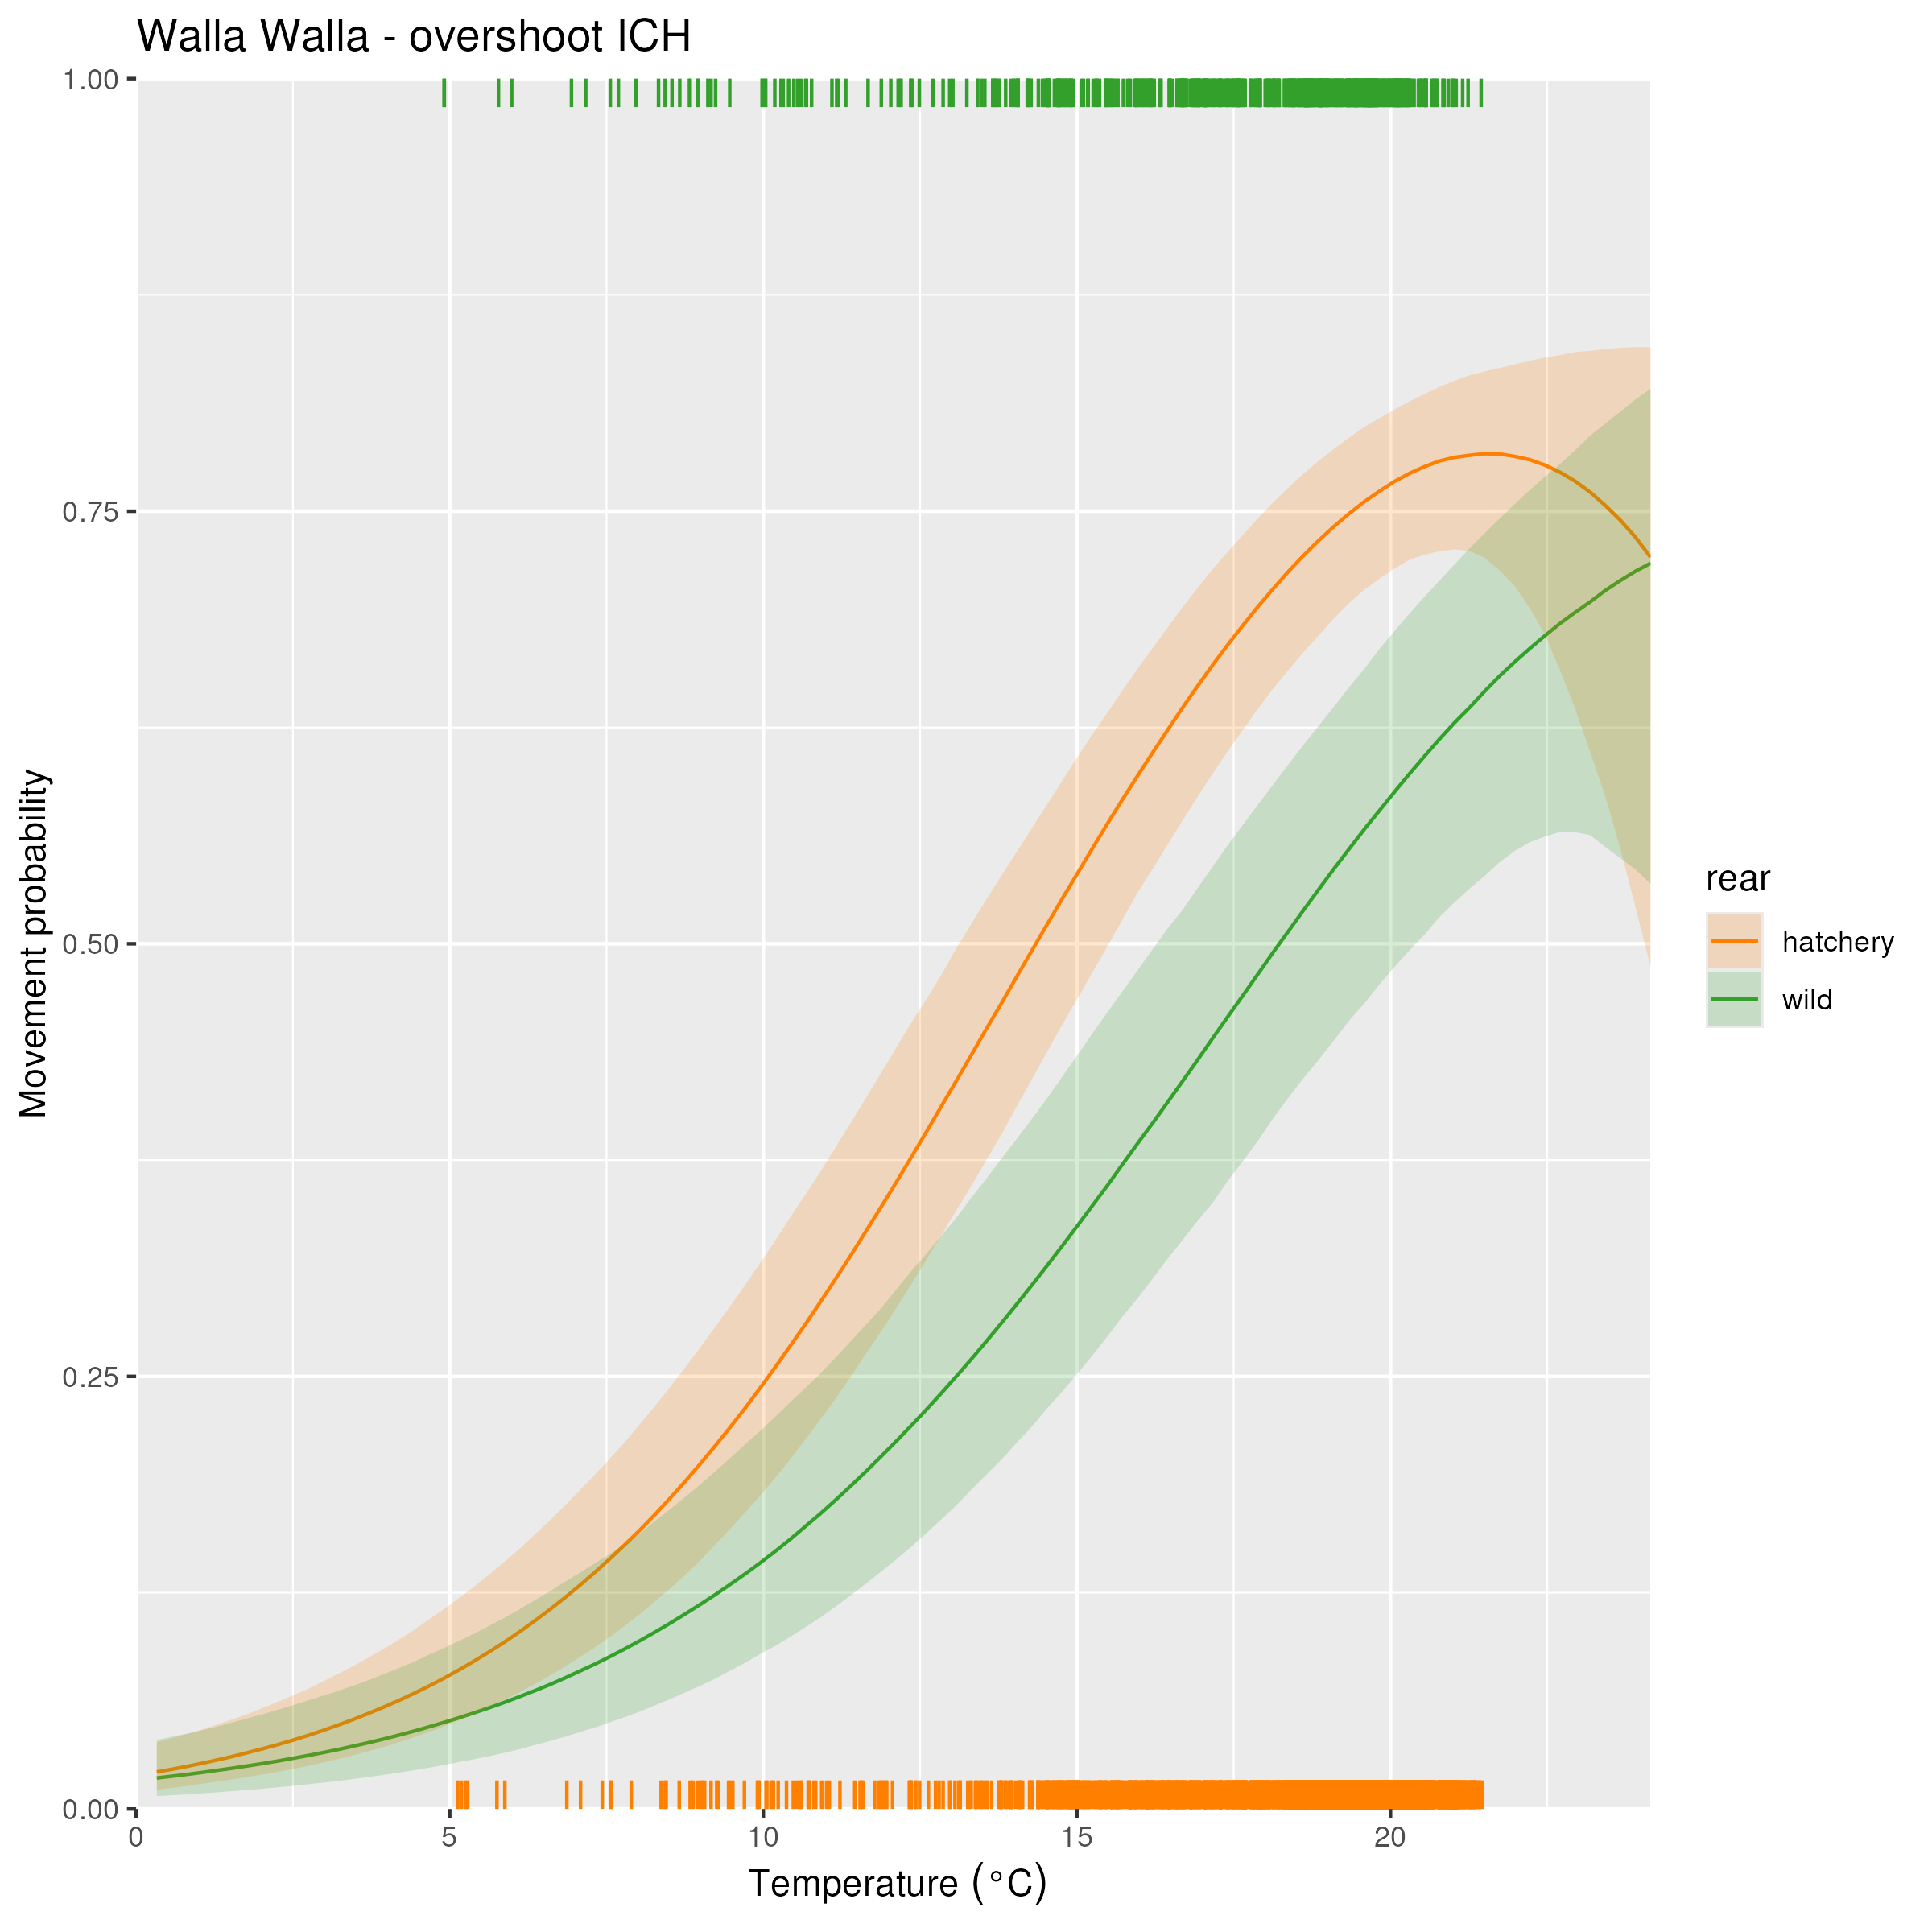 Walla Walla - overshoot ICH
1.00
0.75
0.50
0.25
0.00
Movement probability
0 5 10 15 20
Temperature (°C)
rear
hatchery
wild